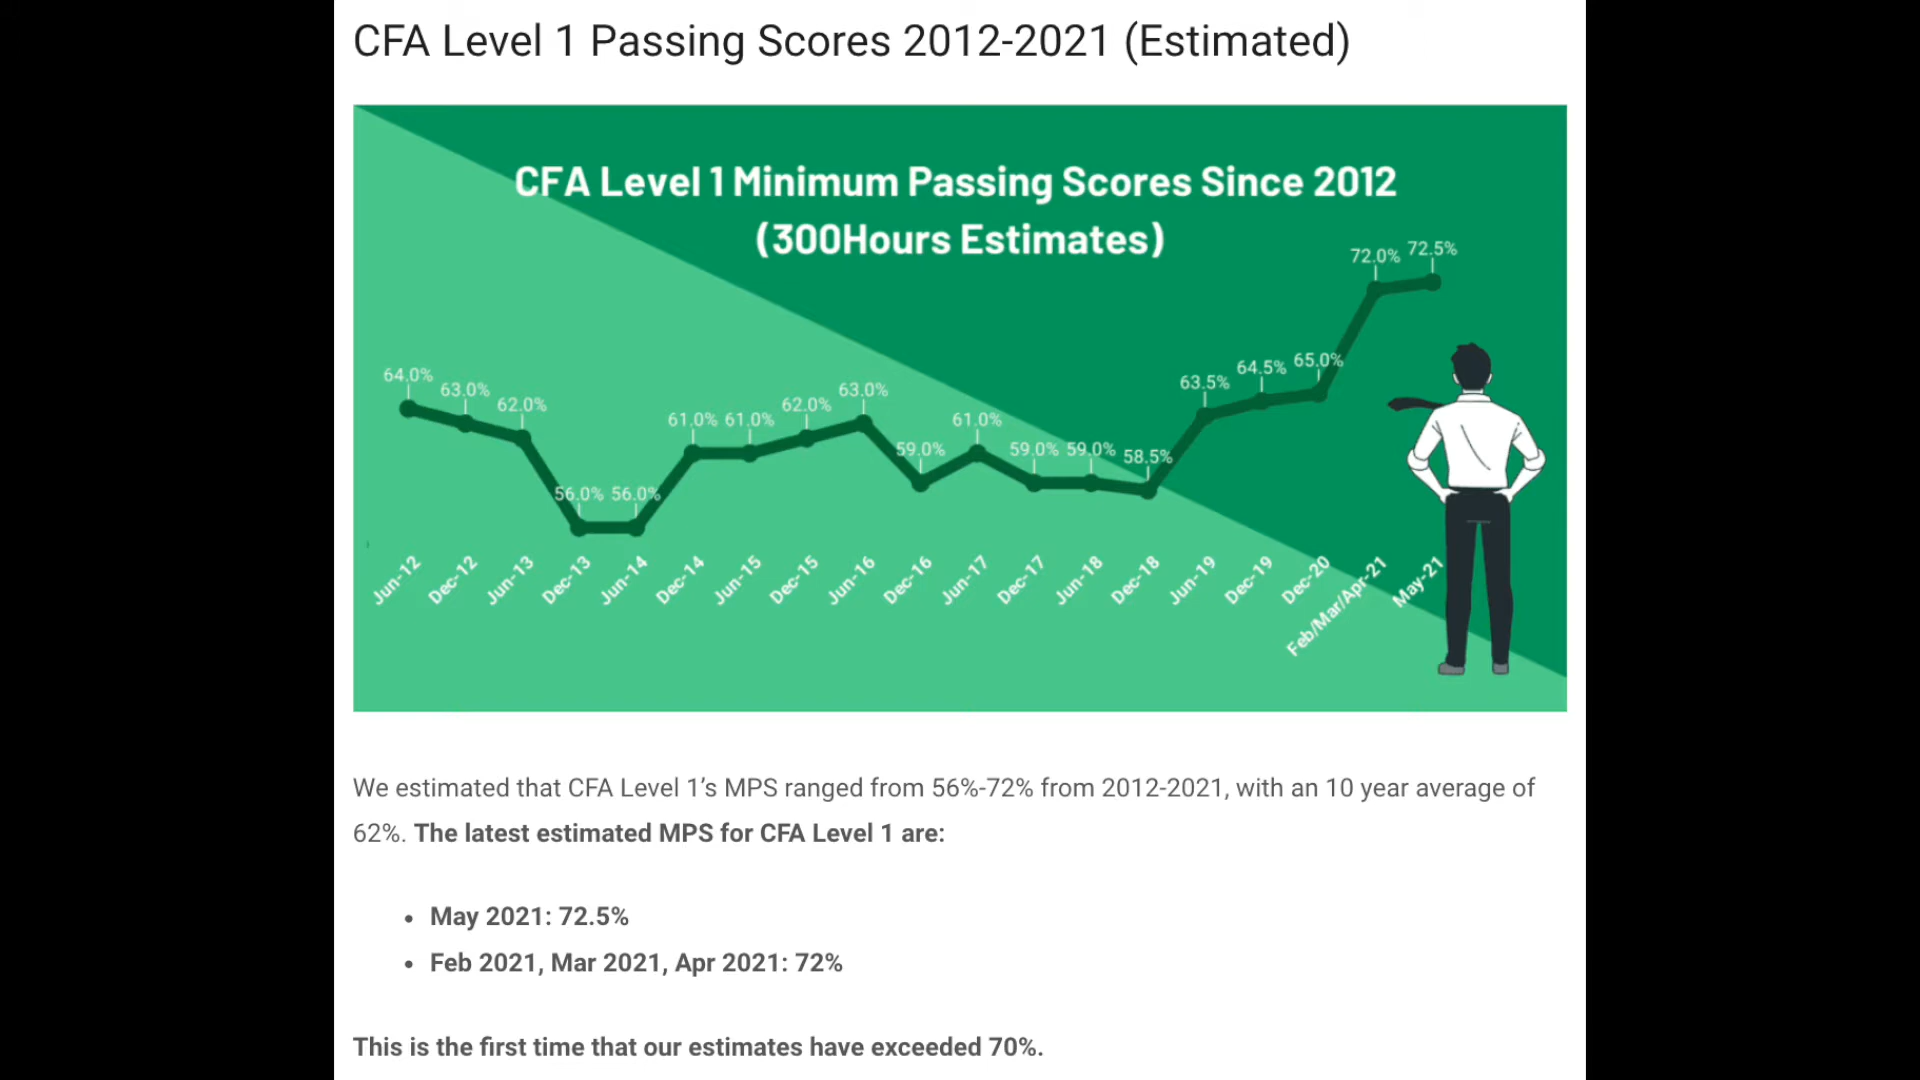 CFA Level 1 Passing Scores 2012-2021 (Estimated)
CFA Level 1 Minimum Passing Scores Since 2012
(300Hours Estimates)
64.0%
63.0%
62.0%
56.0%
56.0%
61.0%
61.0%
62.0%
63.0%
59.0%
61.0%
59.0%
59.0%
58.5%
63.5%
64.5%
65.0%
72.0%
72.5%
Jun-12
Dec-12
Jun-13
Dec-13
Jun-14
Dec-14
Jun-15
Dec-15
Jun-16
Dec-16
Jun-17
Dec-17
Jun-18
Dec-18
Jun-19
Dec-19
Dec-20
Feb/Mar/Apr-21
May-21
We estimated that CFA Level 1’s MPS ranged from 56%-72% from 2012-2021, with an 10 year average of
62%. The latest estimated MPS for CFA Level 1 are:
• May 2021: 72.5%
• Feb 2021, Mar 2021, Apr 2021: 72%
This is the first time that our estimates have exceeded 70%.